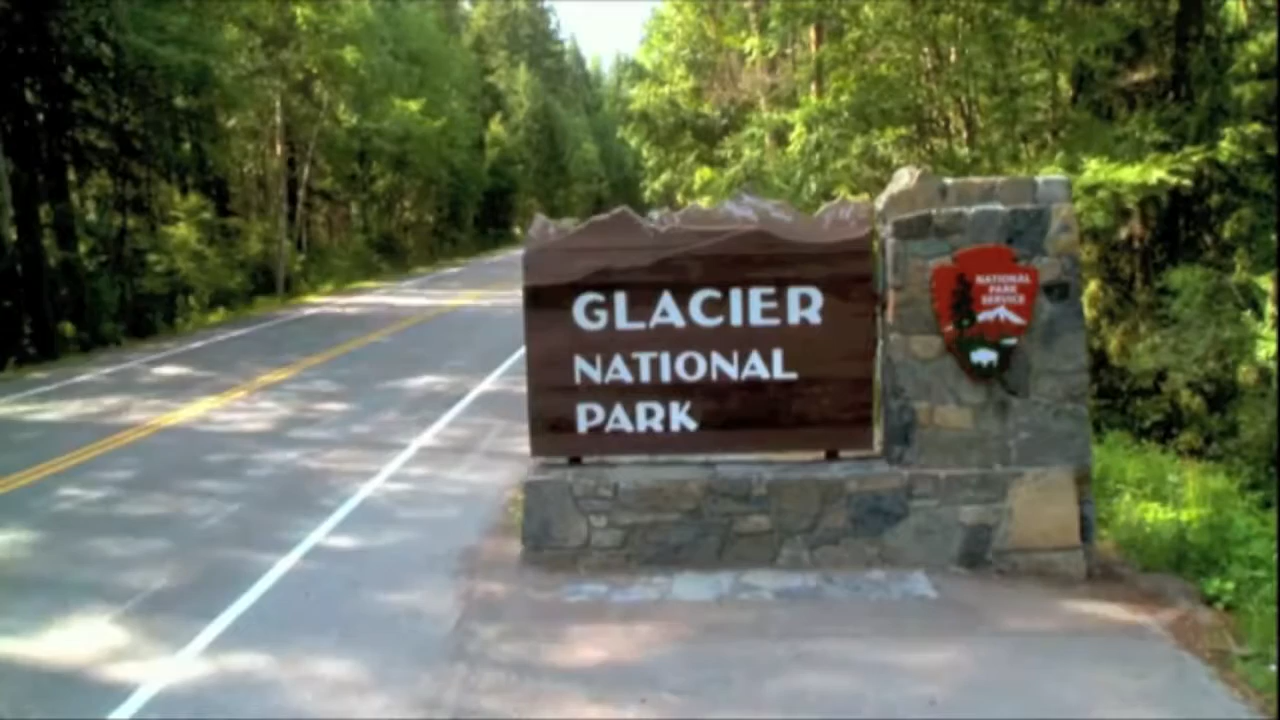 GLACIER
NATIONAL
PARK
NATIONAL
PARK
SERVICE